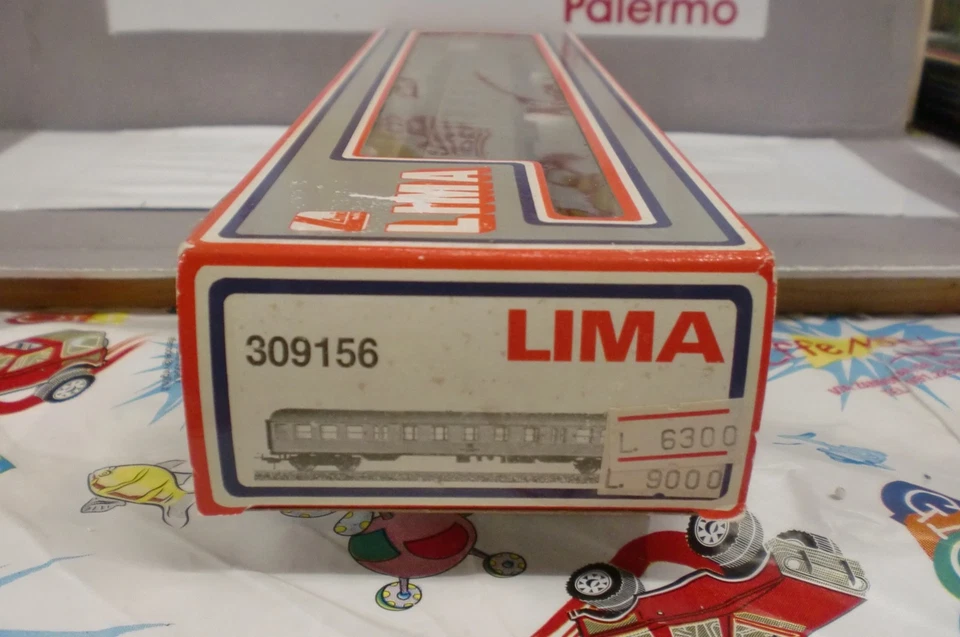 Palermo
LIMA
309156
LIMA
L. 6300
L. 9000